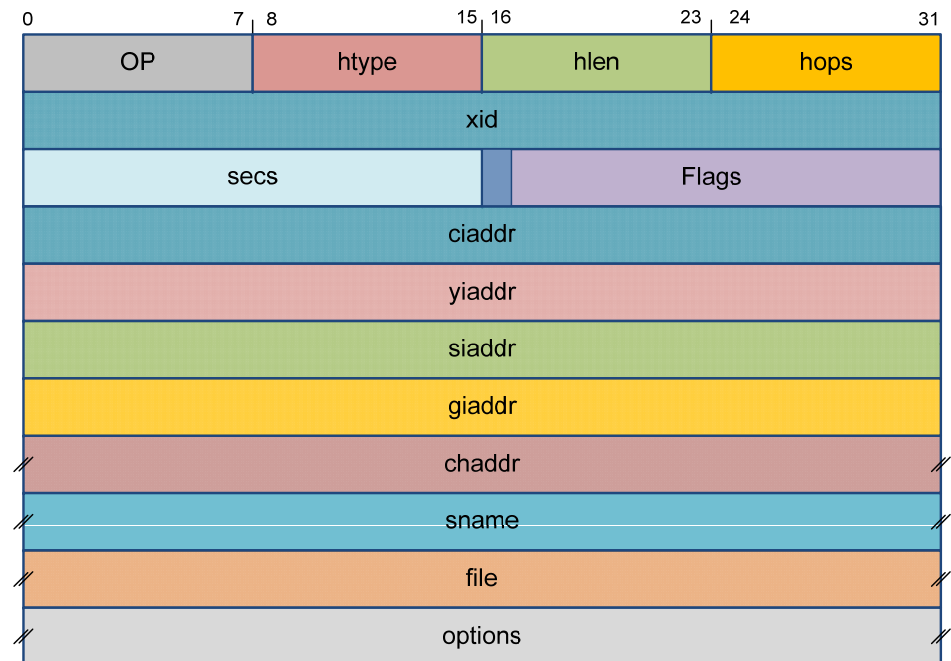 0 7 8 15 16 23 24 31
OP htype hlen hops
xid
secs Flags
ciaddr
yiaddr
siaddr
giaddr
chaddr
sname
file
options